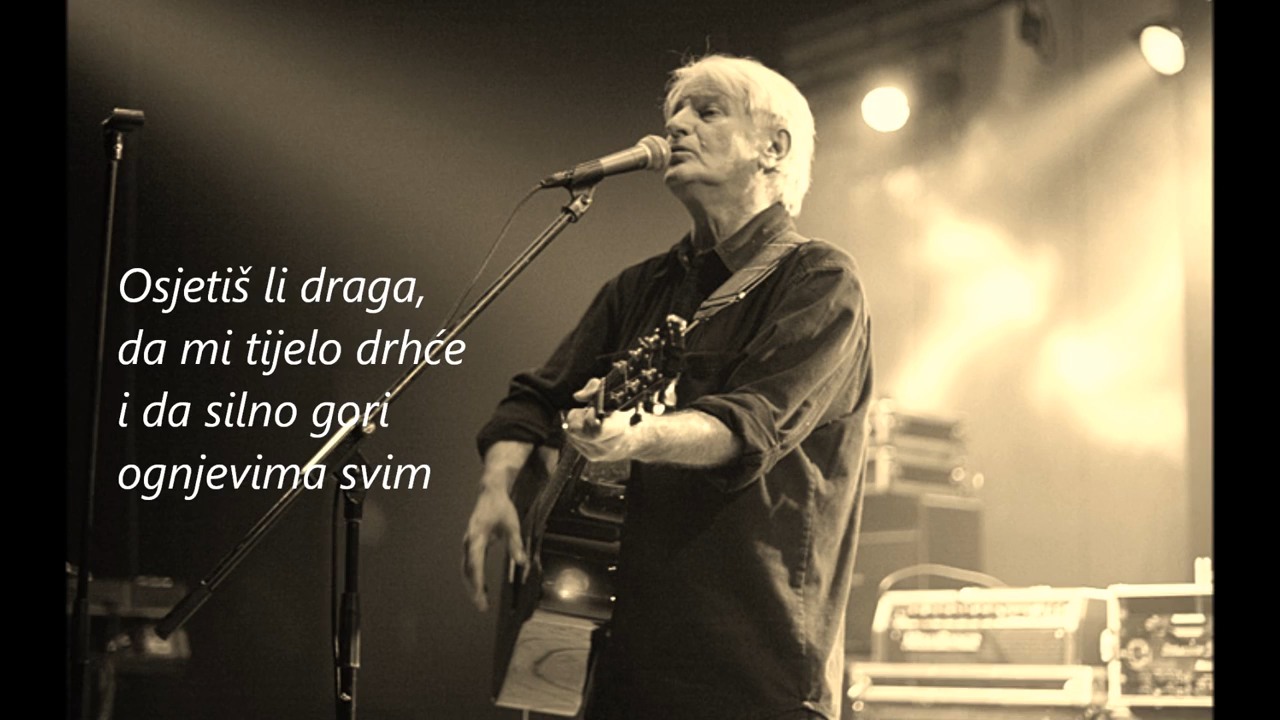 Osjetiš li draga,
da mi tijelo drhće
i da silno gori
ognjevima svim